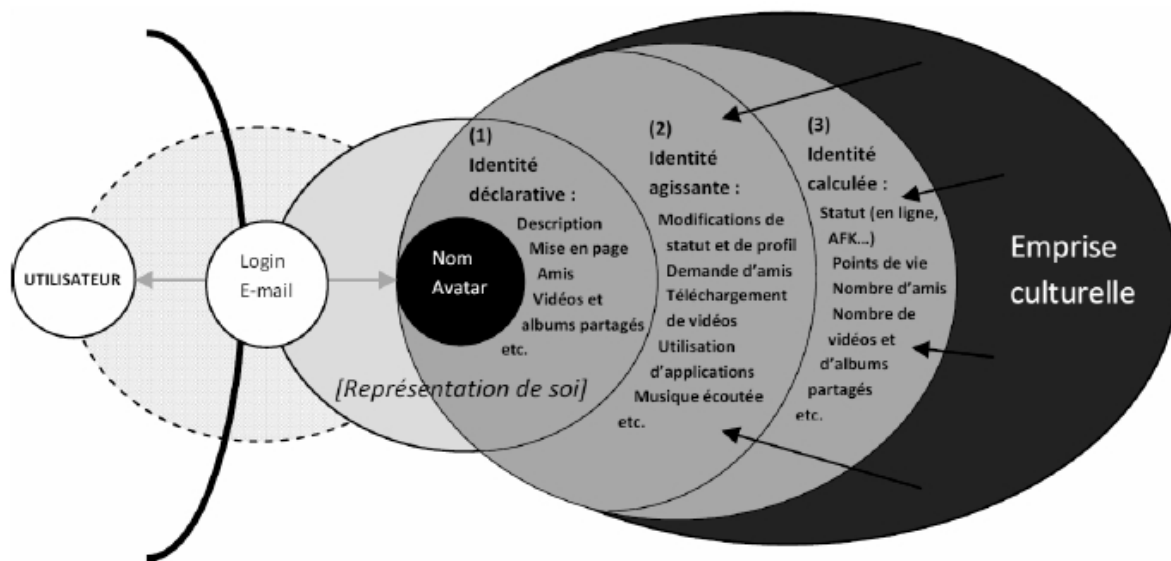 UTILISATEUR
Login
E-mail
Nom
Avatar
(1)
Identité
déclarative :
Description
Mise en page
Amis
Vidéos et
albums partagés
etc.
[Représentation de soi]
(2)
Identité
agissante :
Modifications de
statut et de profil
Demande d'amis
Téléchargement
de vidéos
Utilisation
d'applications
Musique écoutée
etc.
(3)
Identité
calculée :
Statut (en ligne,
AFK...)
Points de vie
Nombre d'amis
Nombre de
vidéos et
d'albums
partagés
etc.
Emprise
culturelle